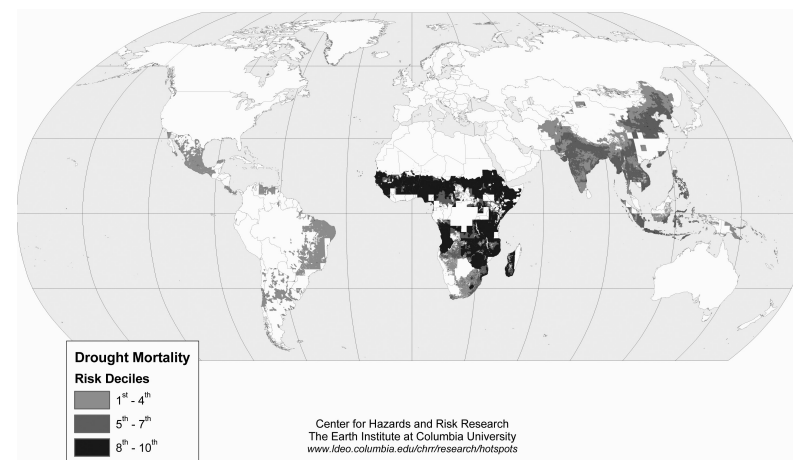 Drought Mortality
Risk Deciles
1st - 4th
5th - 7th
8th - 10th
Center for Hazards and Risk Research
The Earth Institute at Columbia University
www.ldeo.columbia.edu/chrr/research/hotspots